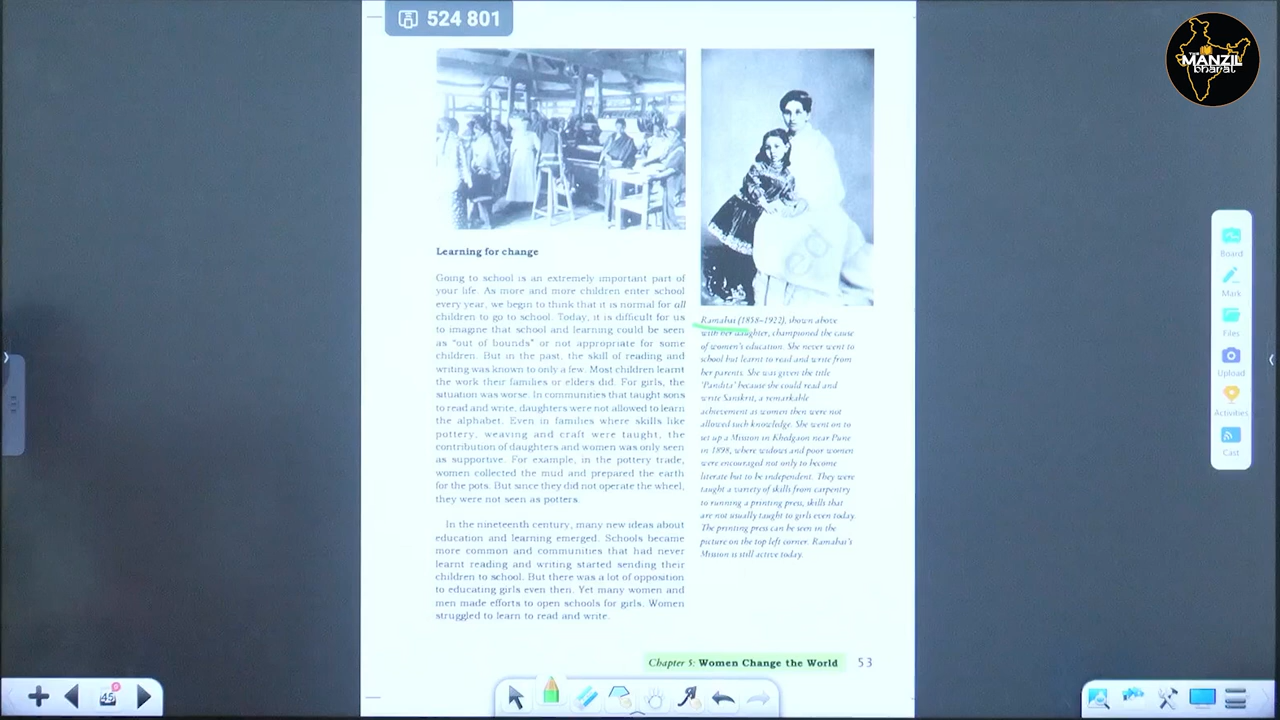 524 801
THE
MANZIL
bharat
Learning for change
Going to school is an extremely important part of
your life. As more and more children enter school
every year, we begin to think that it is normal for all
children to go to school. Today, it is difficult for us
to imagine that school and learning could be seen
as "out of bounds" or not appropriate for some
children. But in the past, the skill of reading and
writing was known to only a few. Most children learnt
the work their families or elders did. For girls, the
situation was worse. In communities that taught sons
to read and write, daughters were not allowed to learn
the alphabet. Even in families where skills like
pottery, weaving and craft were taught, the
contribution of daughters and women was only seen
as supportive. For example, in the pottery trade,
women collected the mud and prepared the earth
for the pots. But since they did not operate the wheel,
they were not seen as potters.
In the nineteenth century, many new ideas about
education and learning emerged. Schools became
more common and communities that had never
learnt reading and writing started sending their
children to school. But there was a lot of opposition
to educating girls even then. Yet many women and
men made efforts to open schools for girls. Women
struggled to learn to read and write.
Ramabai (1858–1922), shown above
with her daughter, championed the cause
of women's education. She never went to
school but learnt to read and write from
her parents. She was given the title
'Pandita' because she could read and
write Sanskrit, a remarkable
achievement as women then were not
allowed such knowledge. She went on to
set up a Mission in Khedgaon near Pune
in 1898, where widows and poor women
were encouraged not only to become
literate but to be independent. They were
taught a variety of skills from carpentry
to running a printing press, skills that
are not usually taught to girls even today.
The printing press can be seen in the
picture on the top left corner. Ramabai's
Mission is still active today.
Chapter 5: Women Change the World 53
Board
Mark
Files
Upload
Activities
Cast
45